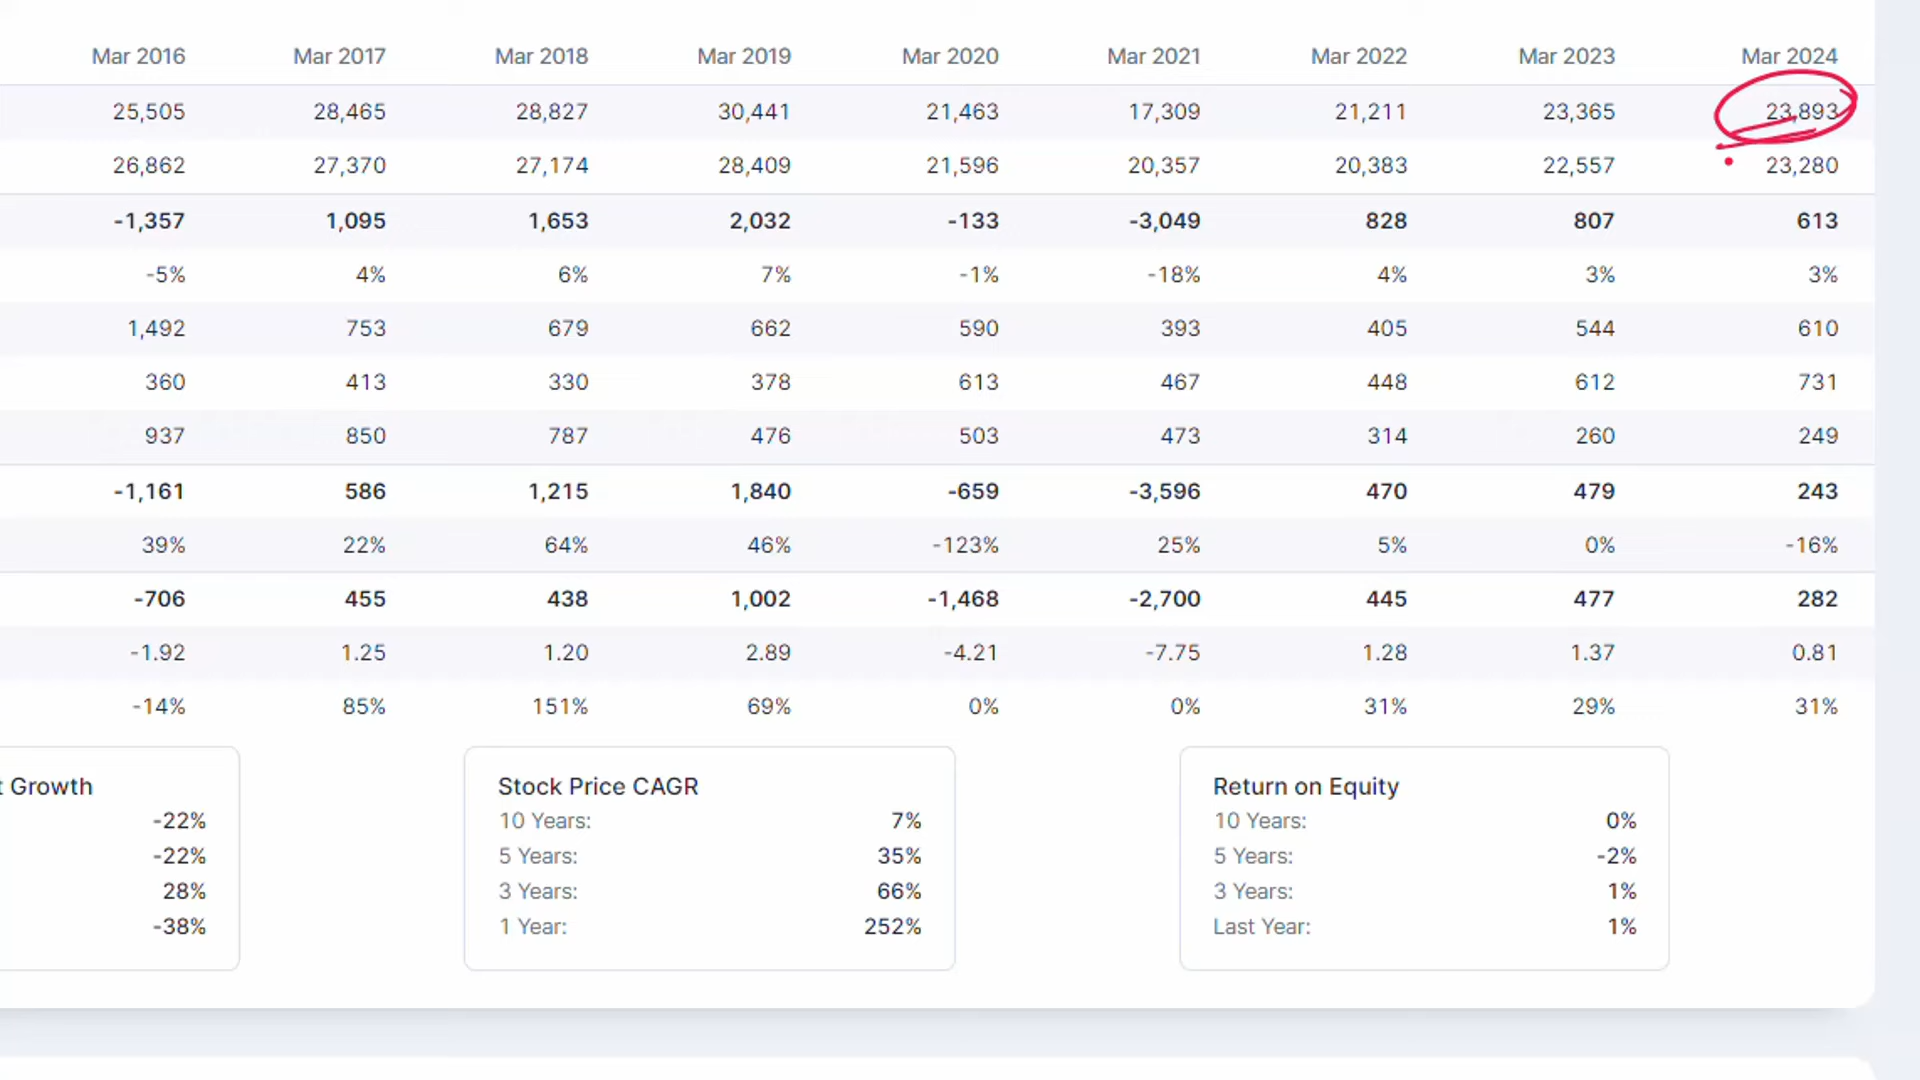 Mar 2016 Mar 2017 Mar 2018 Mar 2019 Mar 2020 Mar 2021 Mar 2022 Mar 2023 Mar 2024
25,505 28,465 28,827 30,441 21,463 17,309 21,211 23,365 23,893
26,862 27,370 27,174 28,409 21,596 20,357 20,383 22,557 23,280
-1,357 1,095 1,653 2,032 -133 -3,049 828 807 613
-5% 4% 6% 7% -1% -18% 4% 3% 3%
1,492 753 679 662 590 393 405 544 610
360 413 330 378 613 467 448 612 731
937 850 787 476 503 473 314 260 249
-1,161 586 1,215 1,840 -659 -3,596 470 479 243
39% 22% 64% 46% -123% 25% 5% 0% -16%
-706 455 438 1,002 -1,468 -2,700 445 477 282
-1.92 1.25 1.20 2.89 -4.21 -7.75 1.28 1.37 0.81
-14% 85% 151% 69% 0% 0% 31% 29% 31%
t Growth
-22%
-22%
28%
-38%
Stock Price CAGR
10 Years: 7%
5 Years: 35%
3 Years: 66%
1 Year: 252%
Return on Equity
10 Years: 0%
5 Years: -2%
3 Years: 1%
Last Year: 1%